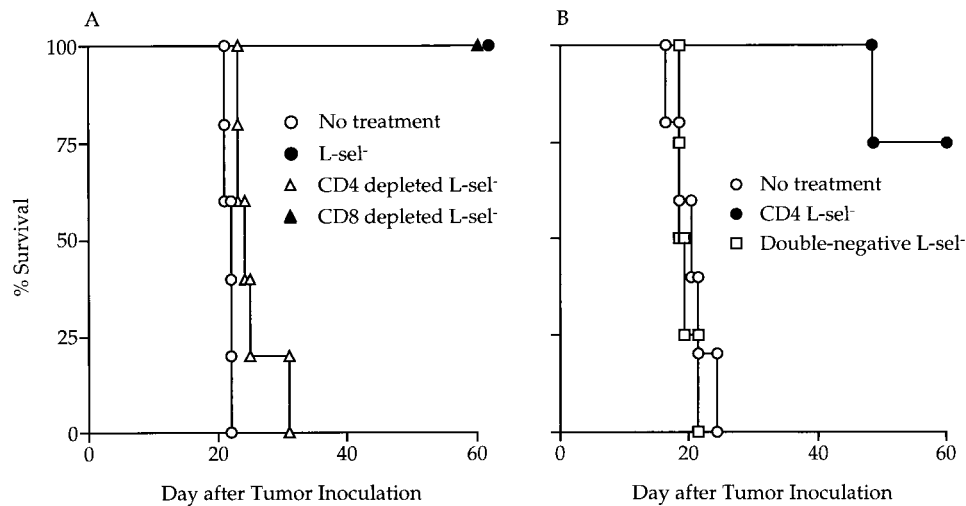 A
% Survival
100
75
50
25
0
No treatment
L-sel-
CD4 depleted L-sel-
CD8 depleted L-sel-
0
20
40
60
Day after Tumor Inoculation
B
No treatment
CD4 L-sel-
Double-negative L-sel-
0
20
40
60
Day after Tumor Inoculation